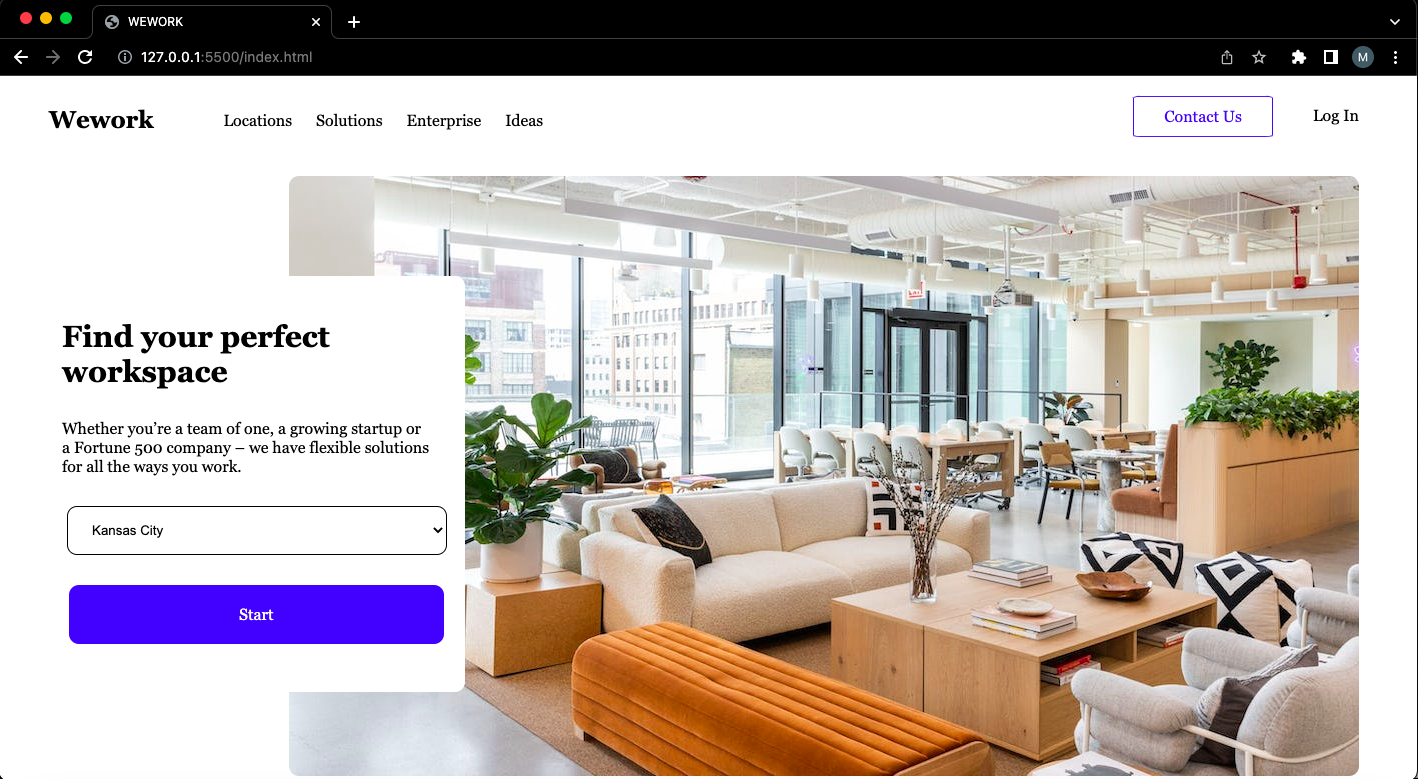 WEWORK
127.0.0.1:5500/index.html
M
Wework
Locations Solutions Enterprise Ideas
Contact Us
Log In
EXIT
Find your perfect
workspace
Whether you’re a team of one, a growing startup or
a Fortune 500 company – we have flexible solutions
for all the ways you work.
Kansas City
Start